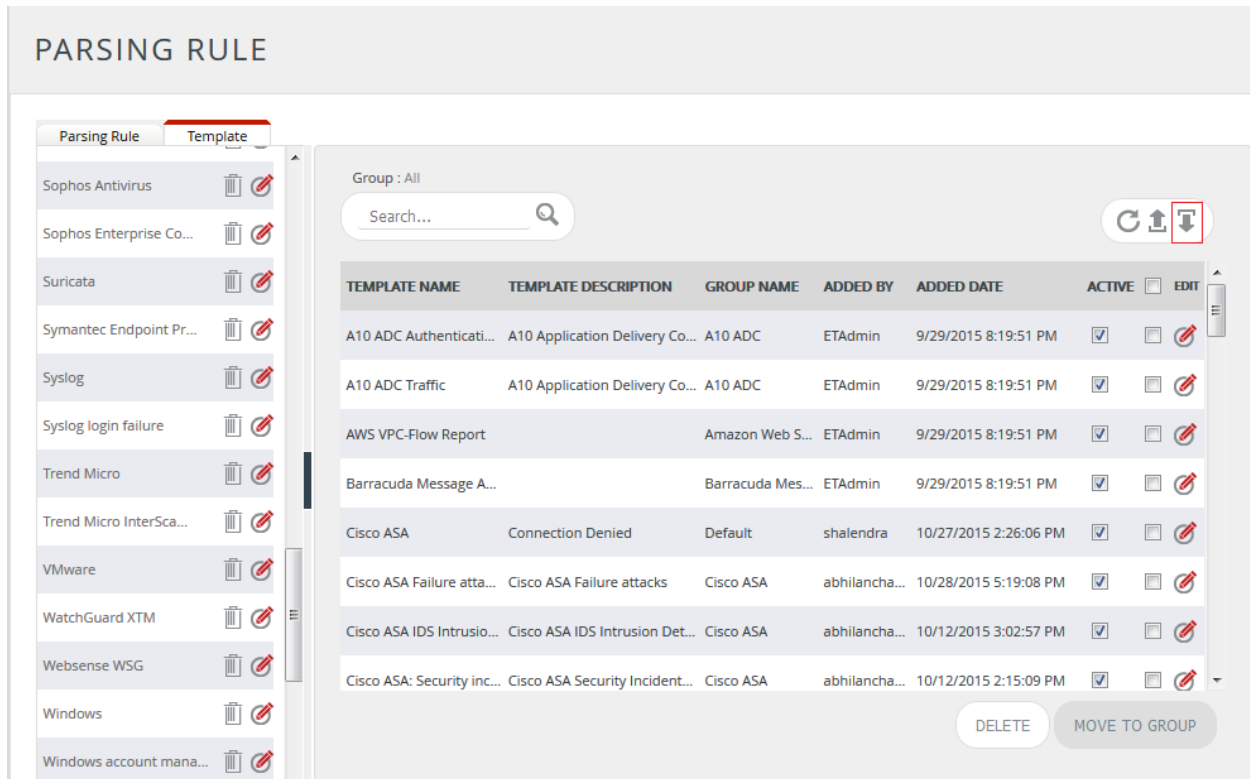 PARSING RULE
Parsing Rule Template
Sophos Antivirus
Sophos Enterprise Co...
Suricata
Symantec Endpoint Pr...
Syslog
Syslog login failure
Trend Micro
Trend Micro InterSca...
VMware
WatchGuard XTM
Websense WSG
Windows
Windows account mana...
Group : All
Search...
TEMPLATE NAME TEMPLATE DESCRIPTION GROUP NAME ADDED BY ADDED DATE ACTIVE EDIT
A10 ADC Authenticati... A10 Application Delivery Co... A10 ADC ETAdmin 9/29/2015 8:19:51 PM
A10 ADC Traffic A10 Application Delivery Co... A10 ADC ETAdmin 9/29/2015 8:19:51 PM
AWS VPC-Flow Report Amazon Web S... ETAdmin 9/29/2015 8:19:51 PM
Barracuda Message A... Barracuda Mes... ETAdmin 9/29/2015 8:19:51 PM
Cisco ASA Connection Denied Default shalendra 10/27/2015 2:26:06 PM
Cisco ASA Failure atta... Cisco ASA Failure attacks Cisco ASA abhilancha... 10/28/2015 5:19:08 PM
Cisco ASA IDS Intrusio... Cisco ASA IDS Intrusion Det... Cisco ASA abhilancha... 10/12/2015 3:02:57 PM
Cisco ASA: Security inc... Cisco ASA Security Incident... Cisco ASA abhilancha... 10/12/2015 2:15:09 PM
DELETE MOVE TO GROUP